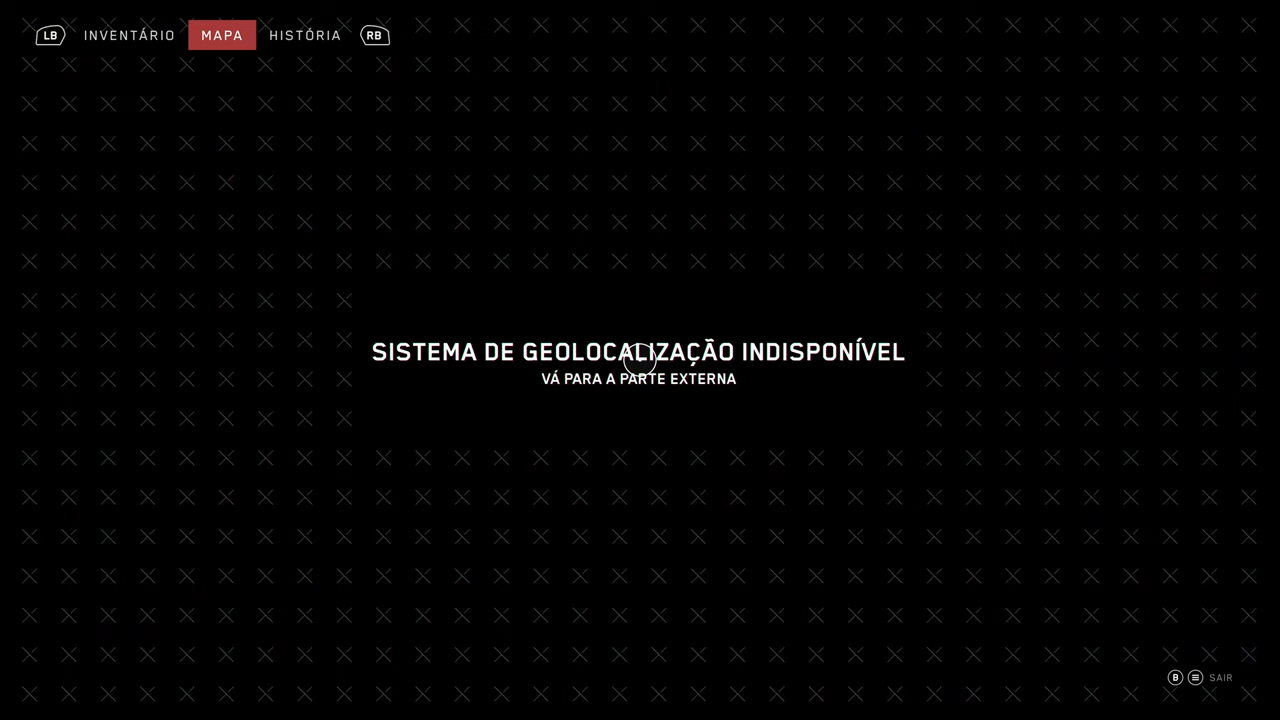 LB INVENTÁRIO MAPA HISTÓRIA RB
SISTEMA DE GEOLOCALIZAÇÃO INDISPONÍVEL
VÁ PARA A PARTE EXTERNA
B SAIR